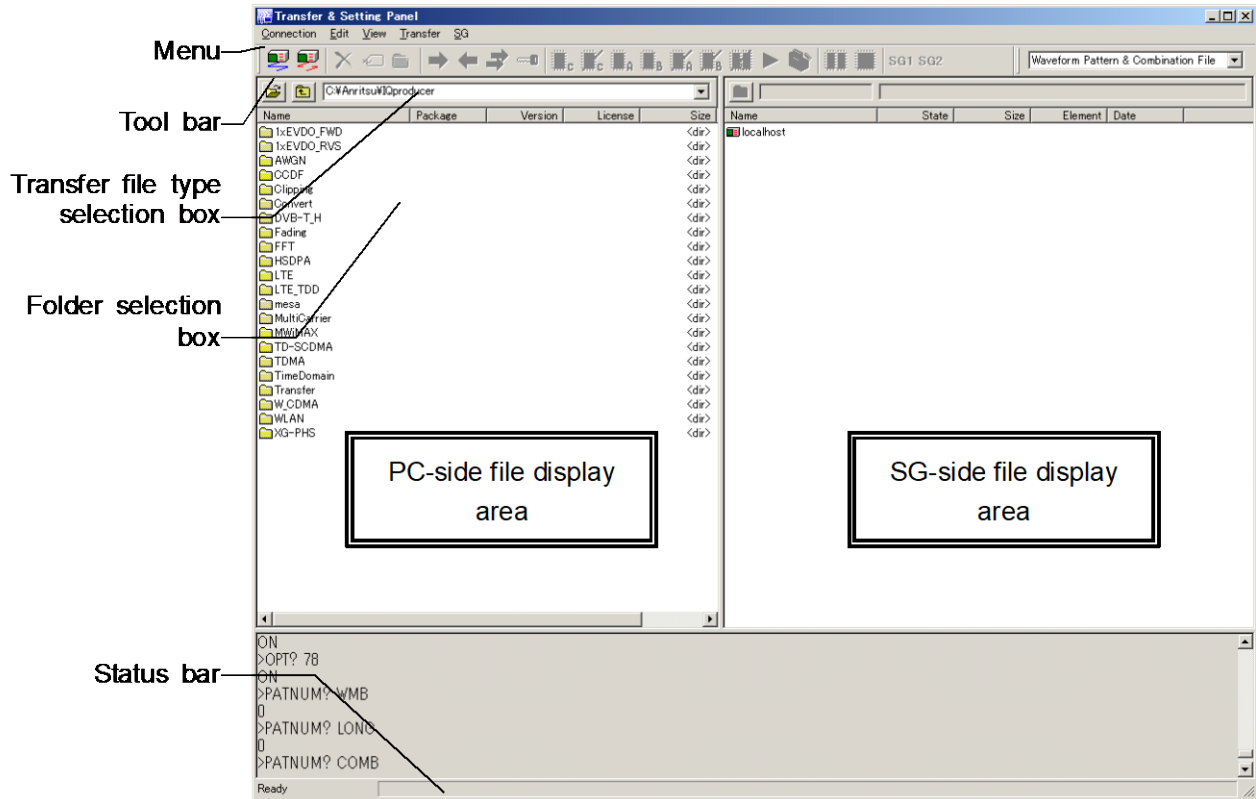 Transfer & Setting Panel
Connection Edit View Transfer SG
Menu
SG1 SG2
Waveform Pattern & Combination File
Tool bar
C:¥Anritsu¥IQproducer
Name Package Version License Size
Name State Size Element Date
1xEVDO_FWD <dir>
localhost
1xEVDO_RVS <dir>
AWGN <dir>
CCDF <dir>
Clipping <dir>
Convert <dir>
DVB-T_H <dir>
Fading <dir>
FFT <dir>
HSDPA <dir>
LTE <dir>
LTE_TDD <dir>
mesa <dir>
MultiCarrier <dir>
MWiMAX <dir>
TD-SCDMA <dir>
TDMA <dir>
TimeDomain <dir>
Transfer <dir>
W_CDMA <dir>
WLAN <dir>
XG-PHS <dir>
Transfer file type
selection box
Folder selection
box
PC-side file display
area
SG-side file display
area
ON
>OPT? 78
ON
>PATNUM? WMB
0
>PATNUM? LONG
0
>PATNUM? COMB
Status bar
Ready